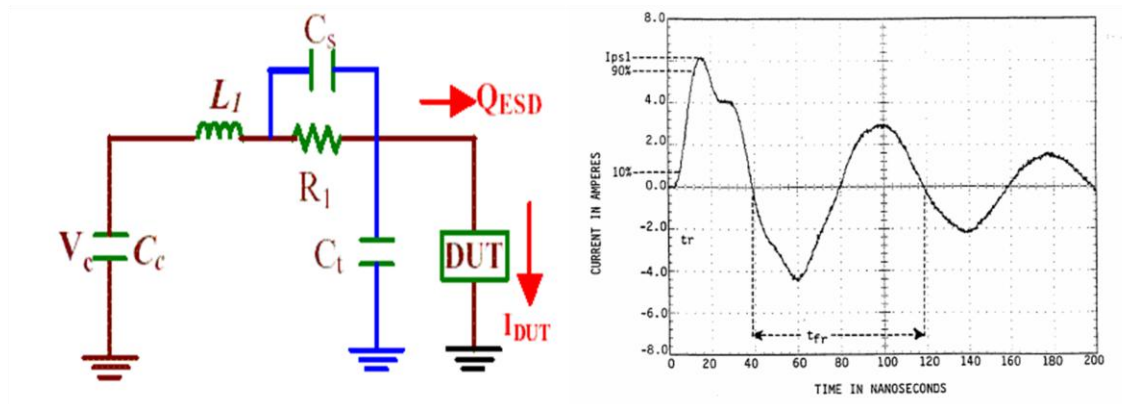 Cs
L1
QESD
R1
Vc
Cc
Ct
DUT
IDUT
8.0
Ips1
90%
4.0
2.0
10%
0.0
CURRENT IN AMPERES
-2.0
tr
-4.0
-6.0
tfr
-8.0
0 20 40 60 80 100 120 140 160 180 200
TIME IN NANOSECONDS